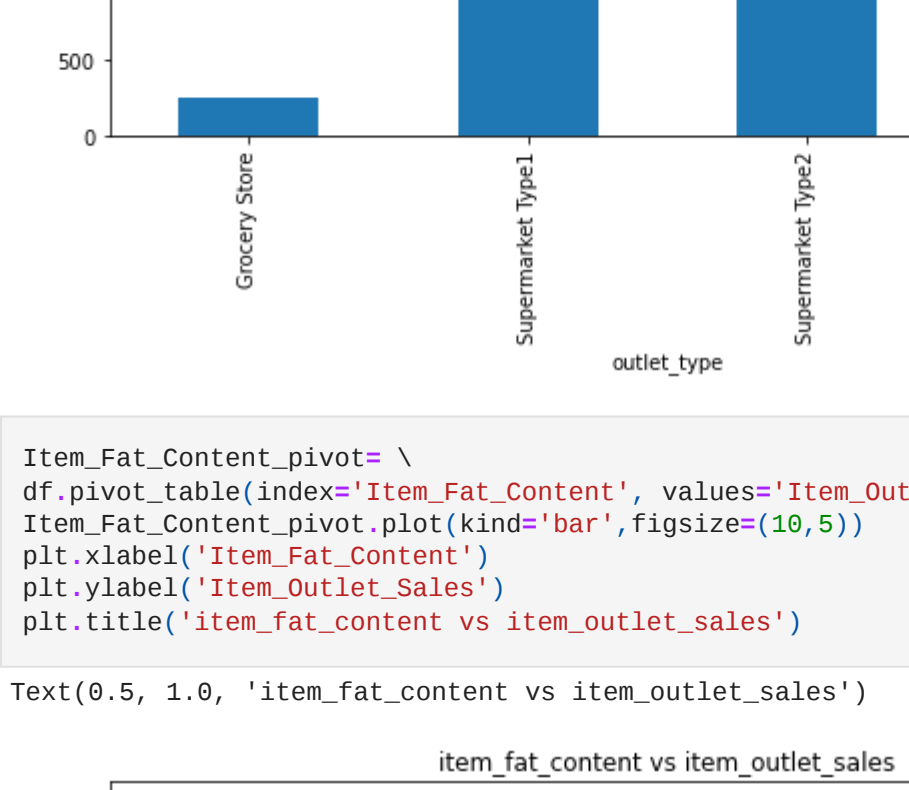 500
0
Grocery Store
Supermarket Type1
Supermarket Type2
outlet_type
Item_Fat_Content_pivot= \
df.pivot_table(index='Item_Fat_Content', values='Item_Out
Item_Fat_Content_pivot.plot(kind='bar',figsize=(10,5))
plt.xlabel('Item_Fat_Content')
plt.ylabel('Item_Outlet_Sales')
plt.title('item_fat_content vs item_outlet_sales')
Text(0.5, 1.0, 'item_fat_content vs item_outlet_sales')
item_fat_content vs item_outlet_sales